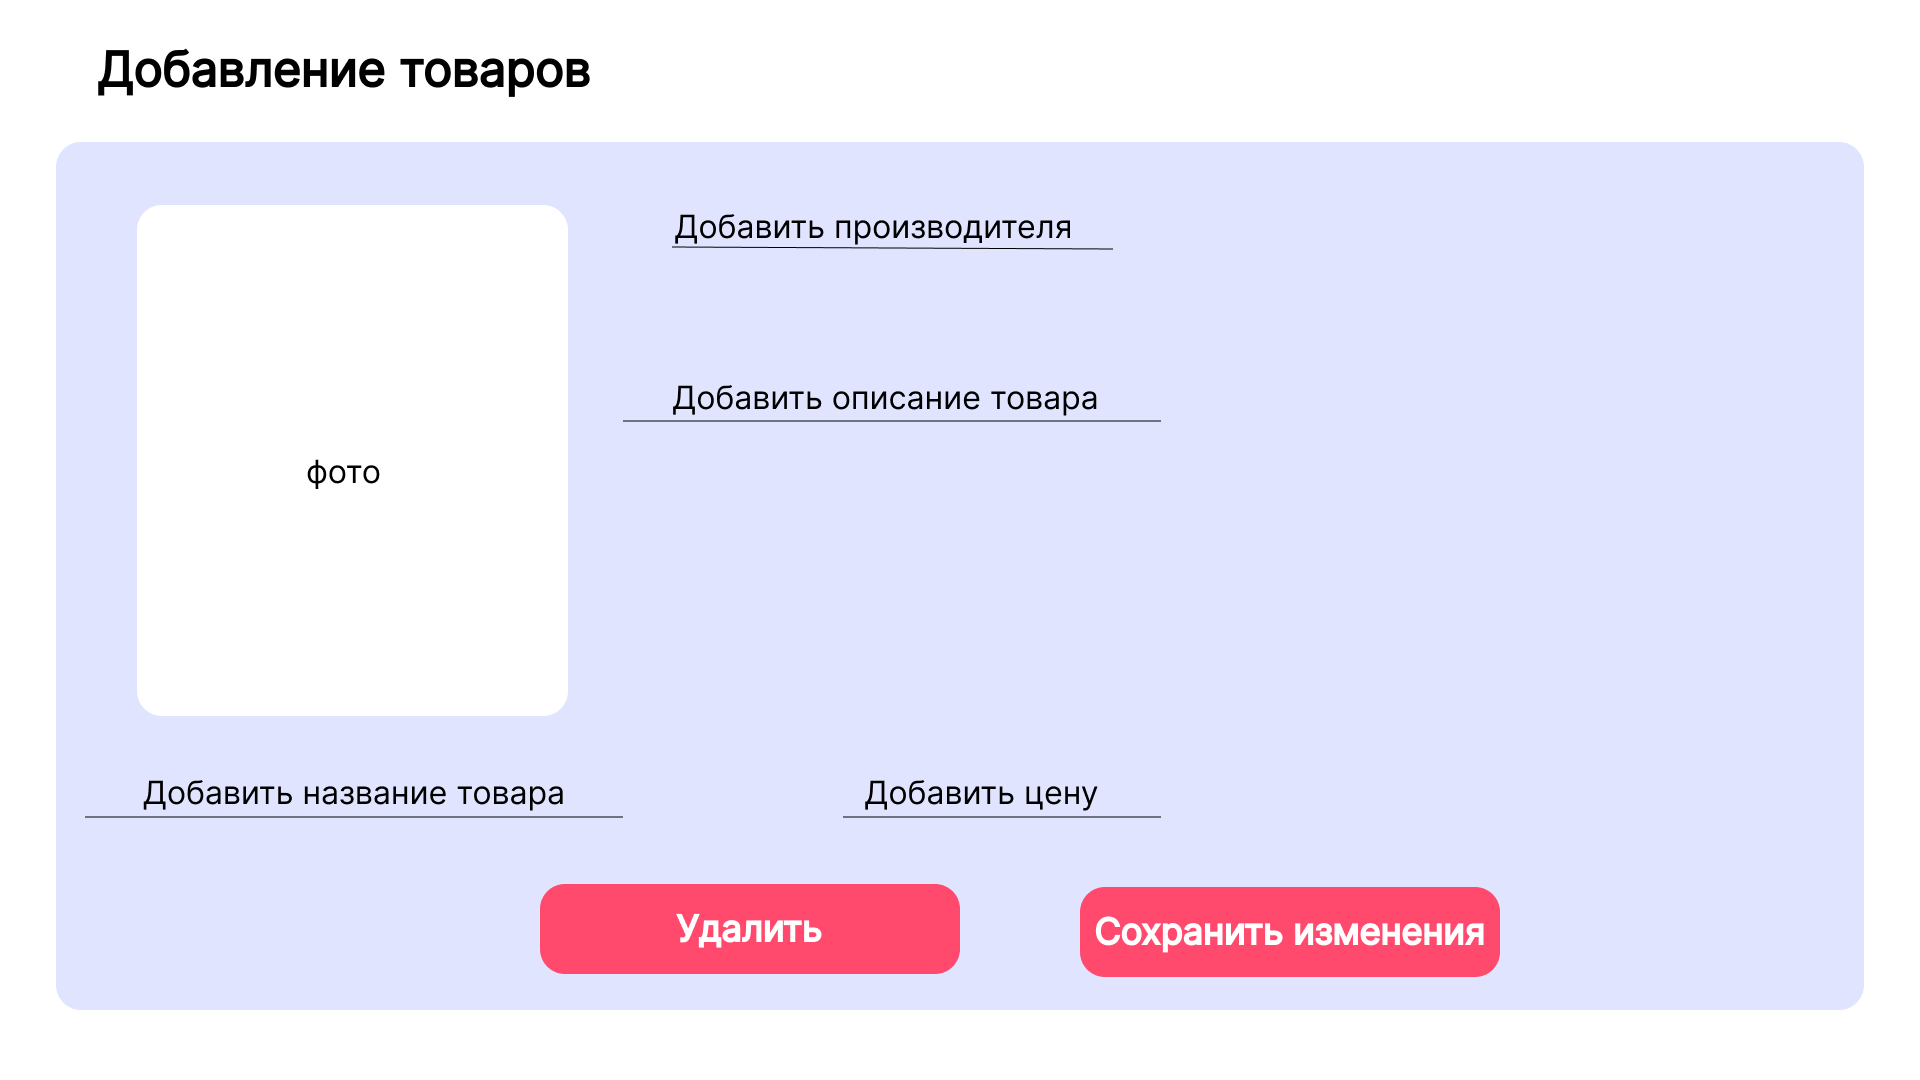 Добавление товаров
Добавить производителя
Добавить описание товара
фото
Добавить название товара
Добавить цену
Удалить
Сохранить изменения